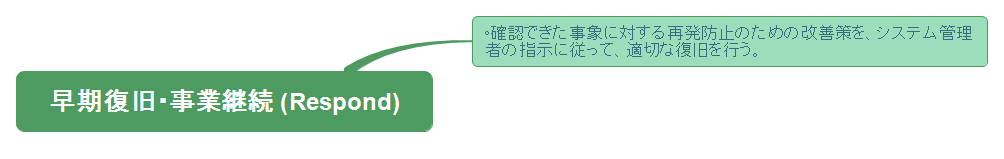 ◦確認できた事象に対する再発防止のための改善策を、システム管理
者の指示に従って、適切な復旧を行う。
早期復旧・事業継続 (Respond)